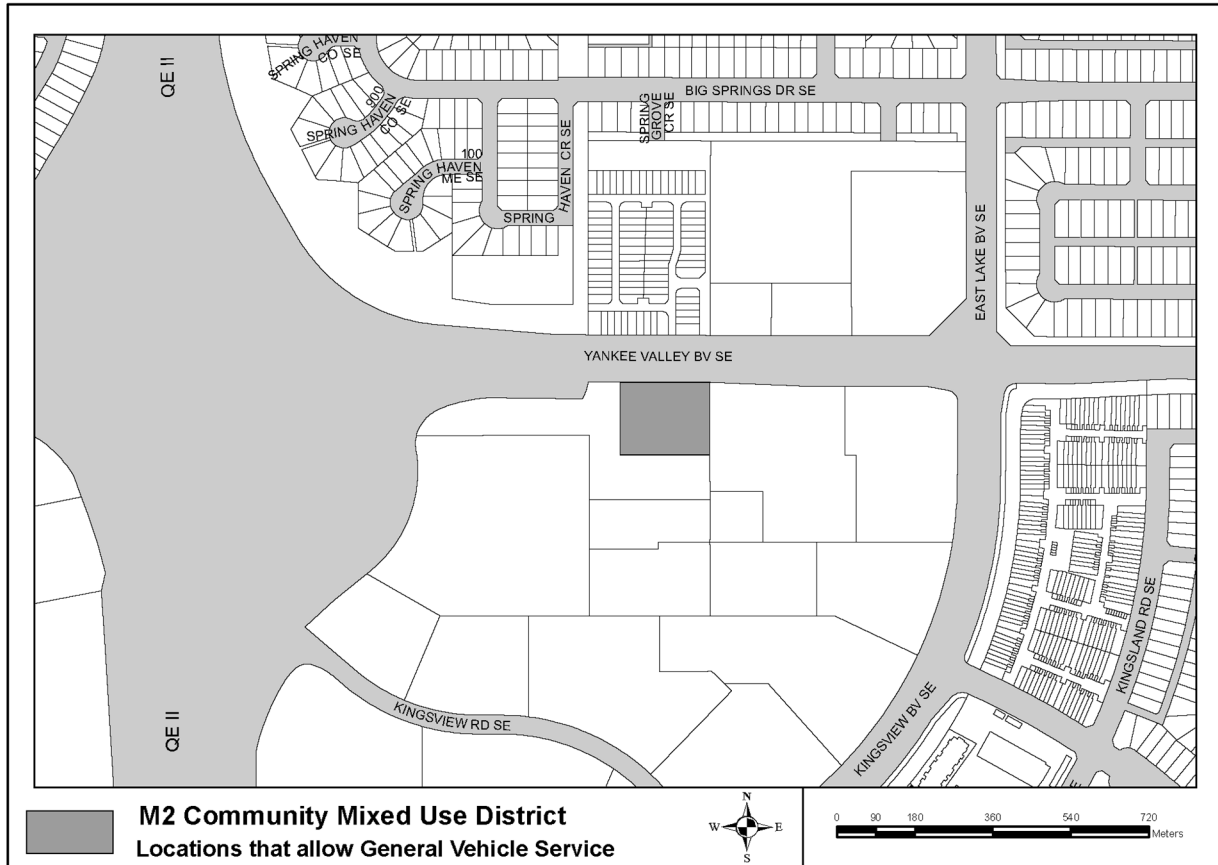 QE II
SPRING HAVEN
CO SE
900
SPRING HAVEN
CO SE
100
SPRING HAVEN
ME SE
SPRING
HAVEN CR SE
SPRING
GROVE
CR SE
BIG SPRINGS DR SE
EAST LAKE BV SE
YANKEE VALLEY BV SE
KINGSLAND RD SE
KINGSVIEW BV SE
KINGSVIEW RD SE
QE II
E
M2 Community Mixed Use District
Locations that allow General Vehicle Service
N
W E
S
0 90 180 360 540 720
Meters